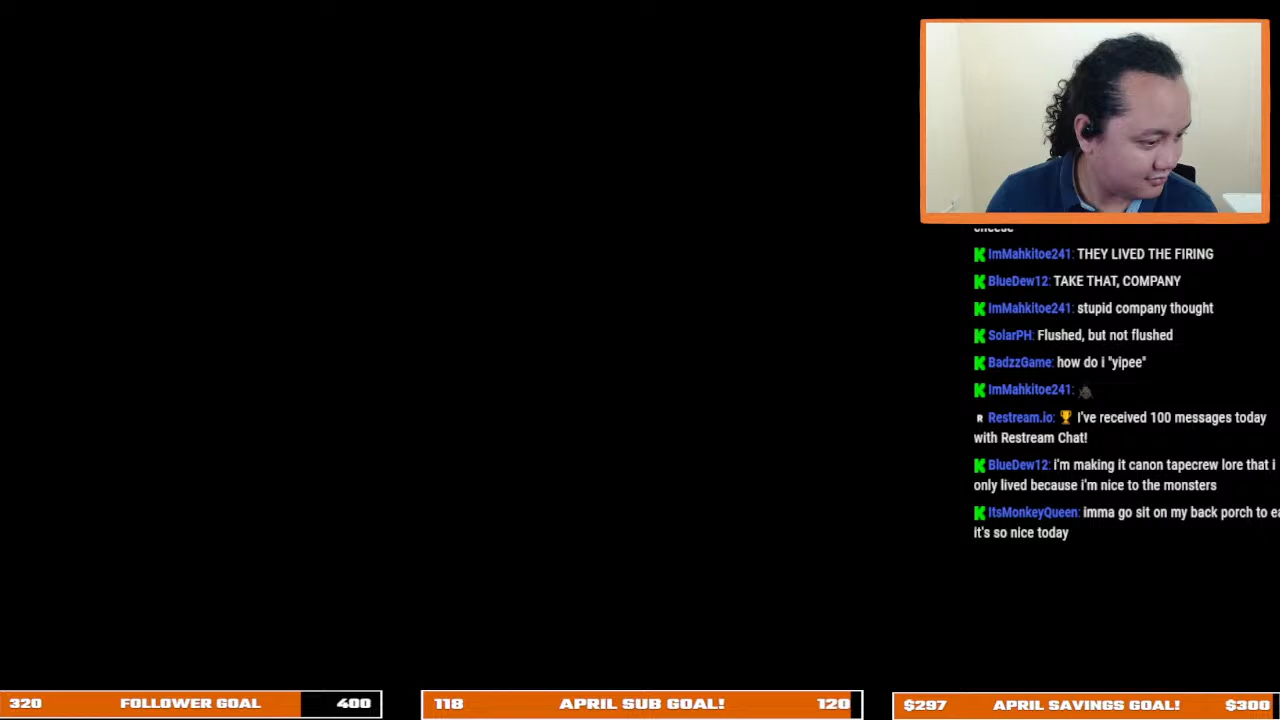 cheese
ImMahkitoe241: THEY LIVED THE FIRING
BlueDew12: TAKE THAT, COMPANY
ImMahkitoe241: stupid company thought
SolarPH: Flushed, but not flushed
BadzzGame: how do i "yipee"
ImMahkitoe241:
R Restream.io: 🏆 I've received 100 messages today
with Restream Chat!
BlueDew12: i'm making it canon tapecrew lore that i
only lived because i'm nice to the monsters
ItsMonkeyQueen: imma go sit on my back porch to ea
it's so nice today
320 FOLLOWER GOAL 400
118 APRIL SUB GOAL! 120
$297 APRIL SAVINGS GOAL! $300